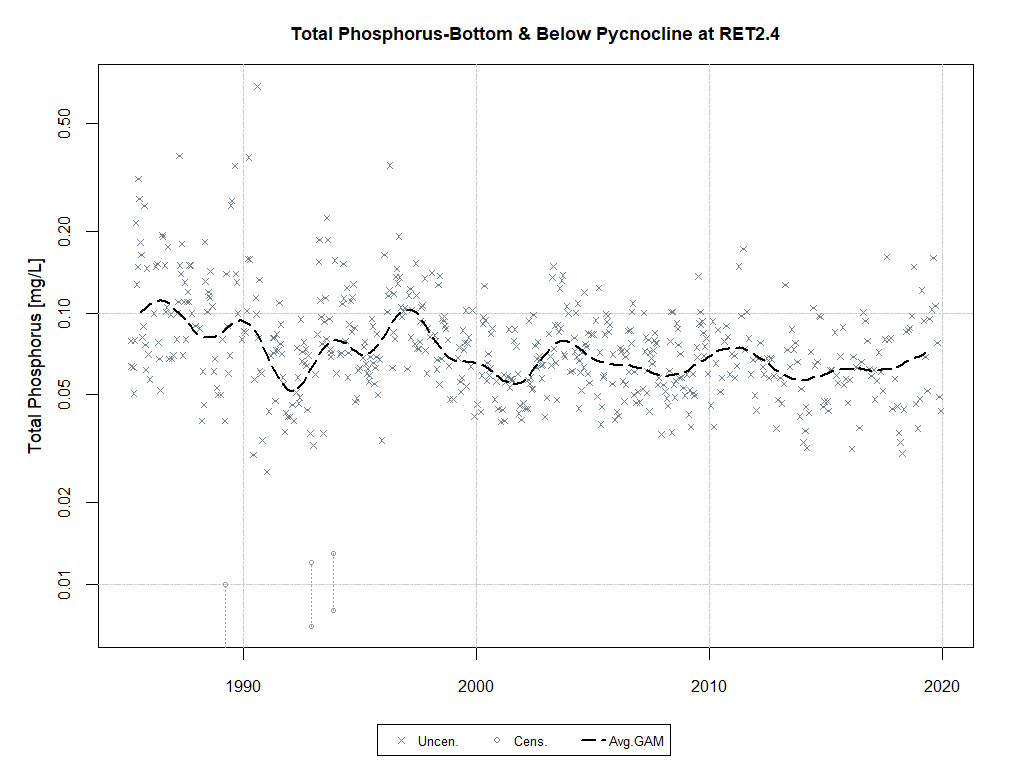 Total Phosphorus-Bottom & Below Pycnocline at RET2.4
Total Phosphorus [mg/L]
0.50
0.20
0.10
0.05
0.02
0.01
1990 2000 2010 2020
Uncen. Cens. Avg.GAM